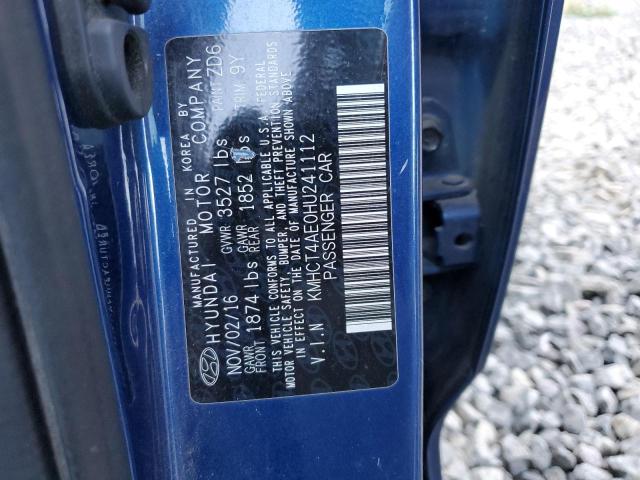 MANUFACTURED IN KOREA BY
HYUNDAI MOTOR COMPANY
NOV/02/16 GVWR 3527 lbs PAINT ZD6
GAWR FRONT 1874 lbs GAWR REAR 1852 lbs TRIM 9Y
THIS VEHICLE CONFORMS TO ALL APPLICABLE U.S.A. FEDERAL
MOTOR VEHICLE SAFETY, BUMPER, AND THEFT PREVENTION STANDARDS
IN EFFECT ON THE DATE OF MANUFACTURE SHOWN ABOVE
V.I.N KMHCT4AE0HU241112
PASSENGER CAR